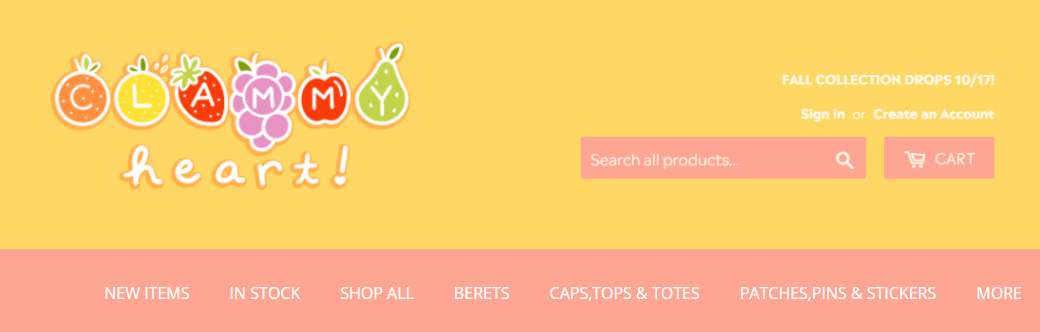 CLAMMY
heart!
FALL COLLECTION DROPS 10/17!
Sign in or Create an Account
Search all products...
CART
NEW ITEMS IN STOCK SHOP ALL BERETS CAPS,TOPS & TOTES PATCHES,PINS & STICKERS MORE